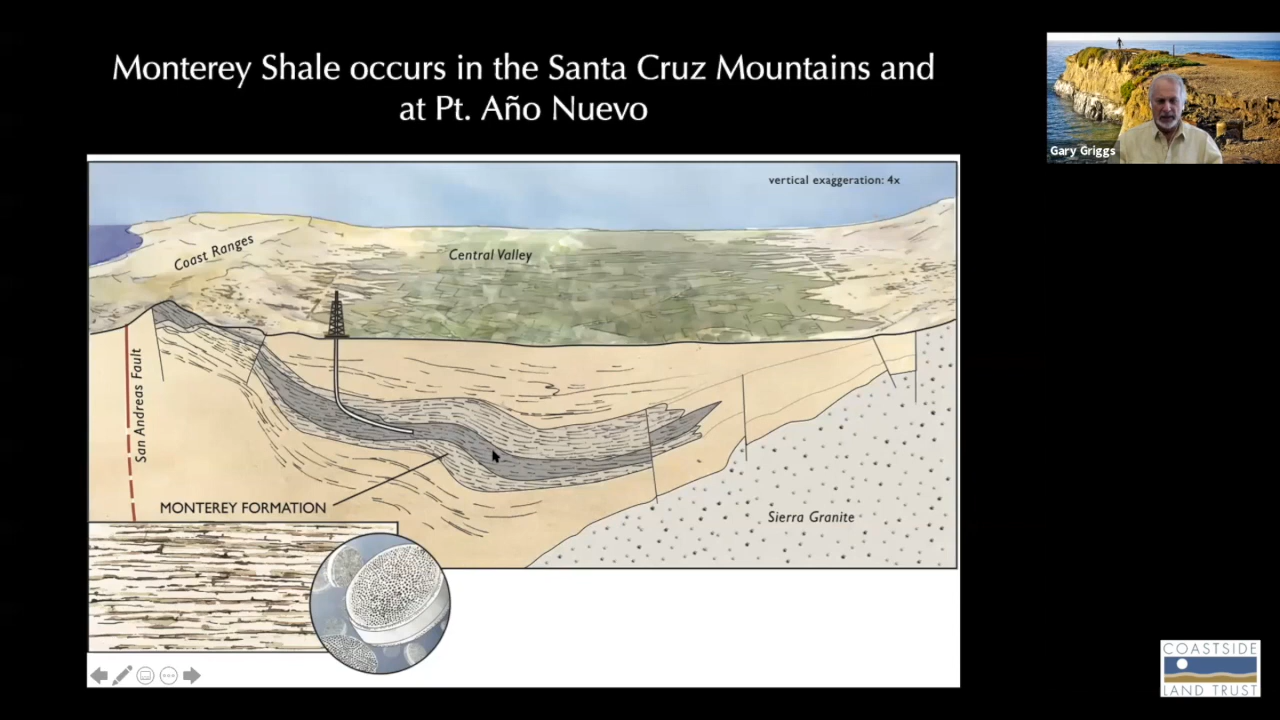 Monterey Shale occurs in the Santa Cruz Mountains and
at Pt. Año Nuevo
Gary Griggs
vertical exaggeration: 4x
Coast Ranges
Central Valley
San Andreas Fault
MONTEREY FORMATION
Sierra Granite
COASTSIDE
LAND TRUST